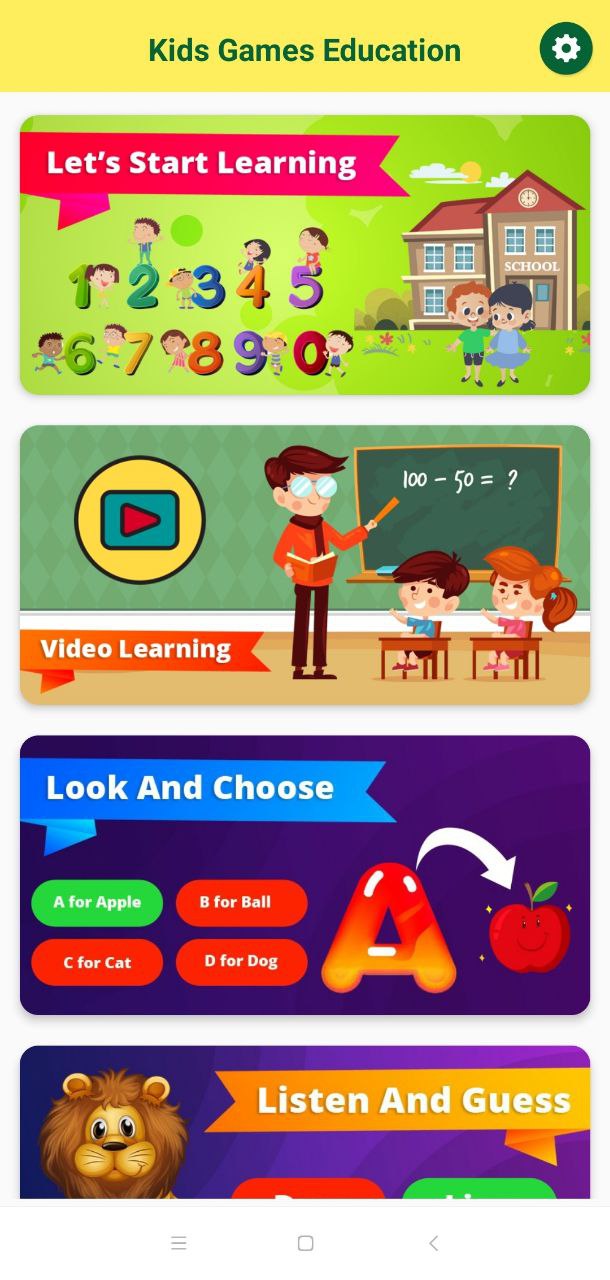 Kids Games Education
Let's Start Learning
1 2 3 4 5
SCHOOL
6 7 8 9 0
100 - 50 = ?
Video Learning
Look And Choose
A for Apple
B for Ball
C for Cat
D for Dog
A
Listen And Guess